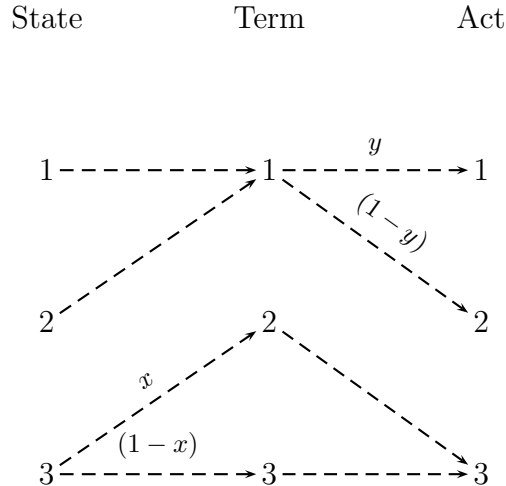 State Term Act
y
1 1 1
(1 − y)
2 2 2
x
(1 − x)
3 3 3